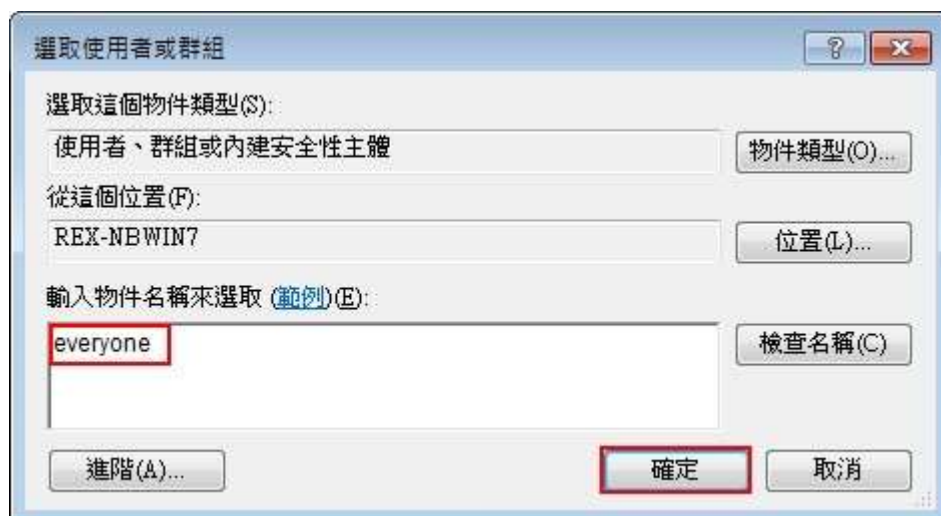 選取使用者或群組
選取這個物件類型(S):
使用者、群組或內建安全性主體
物件類型(O)...
從這個位置(F):
REX-NBWIN7
位置(L)...
輸入物件名稱來選取 (範例)(E):
everyone
檢查名稱(C)
進階(A)...
確定
取消